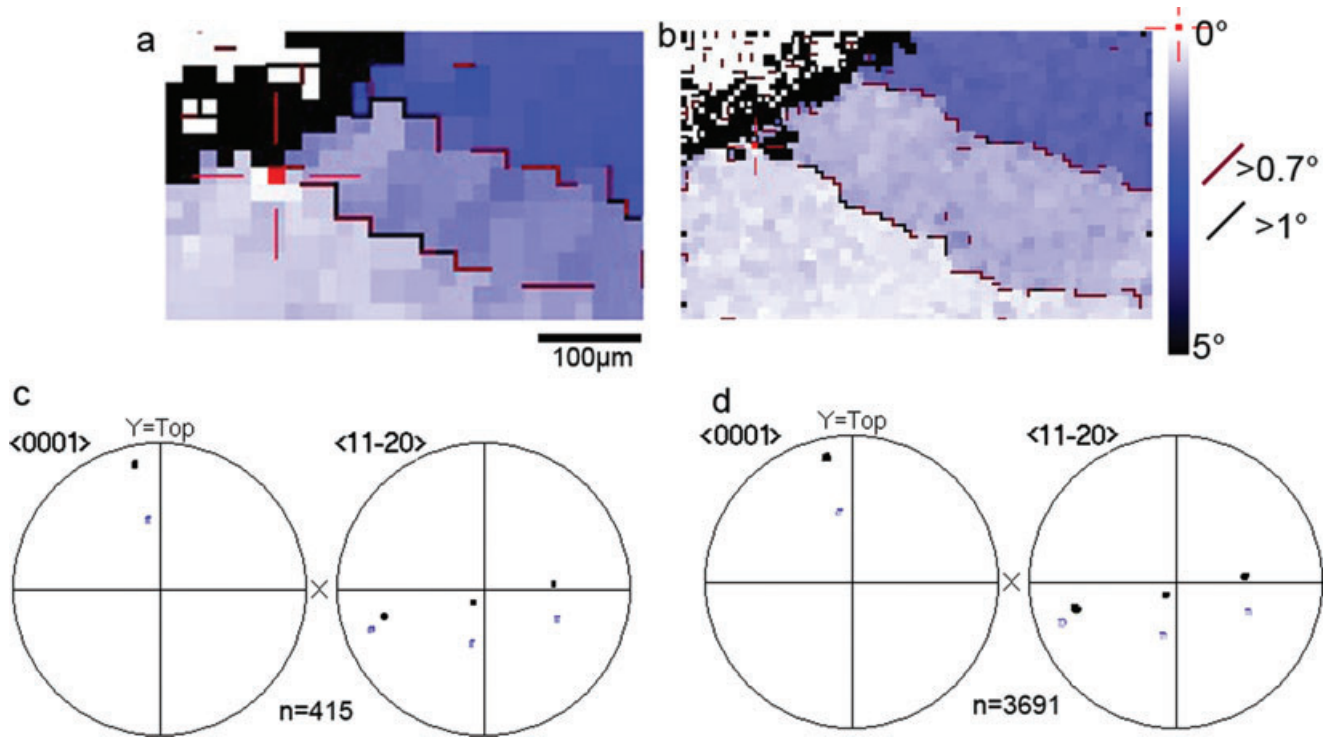 a
b
0°
>0.7°
>1°
5°
100µm
c
<0001>
Y=Top
<11-20>
X
n=415
d
<0001>
Y=Top
<11-20>
X
n=3691